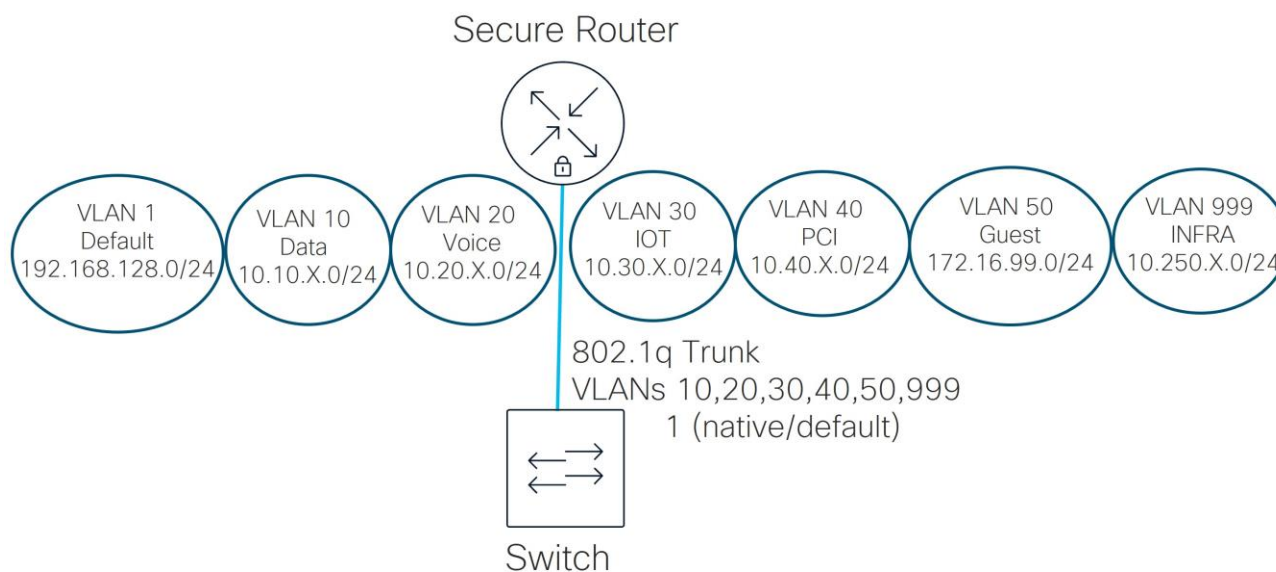 Secure Router
VLAN 1
Default
192.168.128.0/24
VLAN 10
Data
10.10.X.0/24
VLAN 20
Voice
10.20.X.0/24
VLAN 30
IOT
10.30.X.0/24
VLAN 40
PCI
10.40.X.0/24
VLAN 50
Guest
172.16.99.0/24
VLAN 999
INFRA
10.250.X.0/24
802.1q Trunk
VLANs 10,20,30,40,50,999
1 (native/default)
Switch